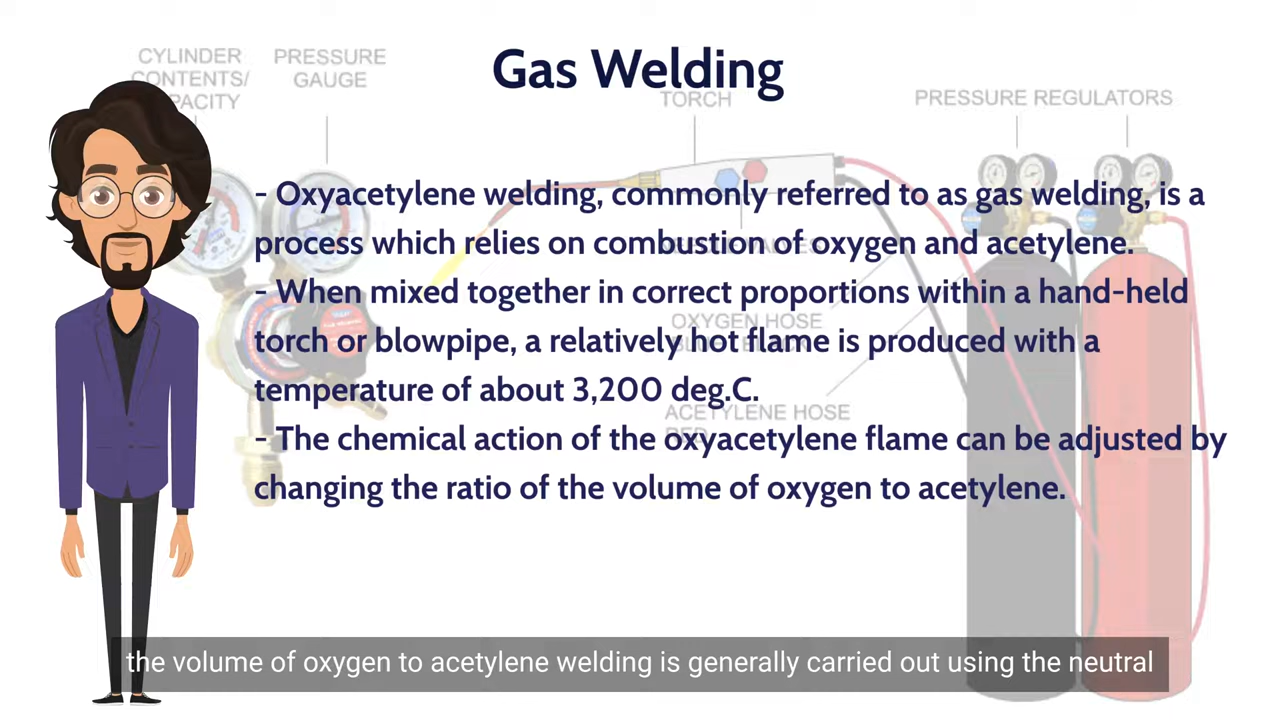 CYLINDER
CONTENTS/
PACITY
PRESSURE
GAUGE
Gas Welding
TORCH
PRESSURE REGULATORS
- Oxyacetylene welding, commonly referred to as gas welding, is a
process which relies on combustion of oxygen and acetylene.
- When mixed together in correct proportions within a hand-held
OXYGEN HOSE
torch or blowpipe, a relatively hot flame is produced with a
temperature of about 3,200 deg.C.
ACETYLENE HOSE
- The chemical action of the oxyacetylene flame can be adjusted by
changing the ratio of the volume of oxygen to acetylene.
the volume of oxygen to acetylene welding is generally carried out using the neutral